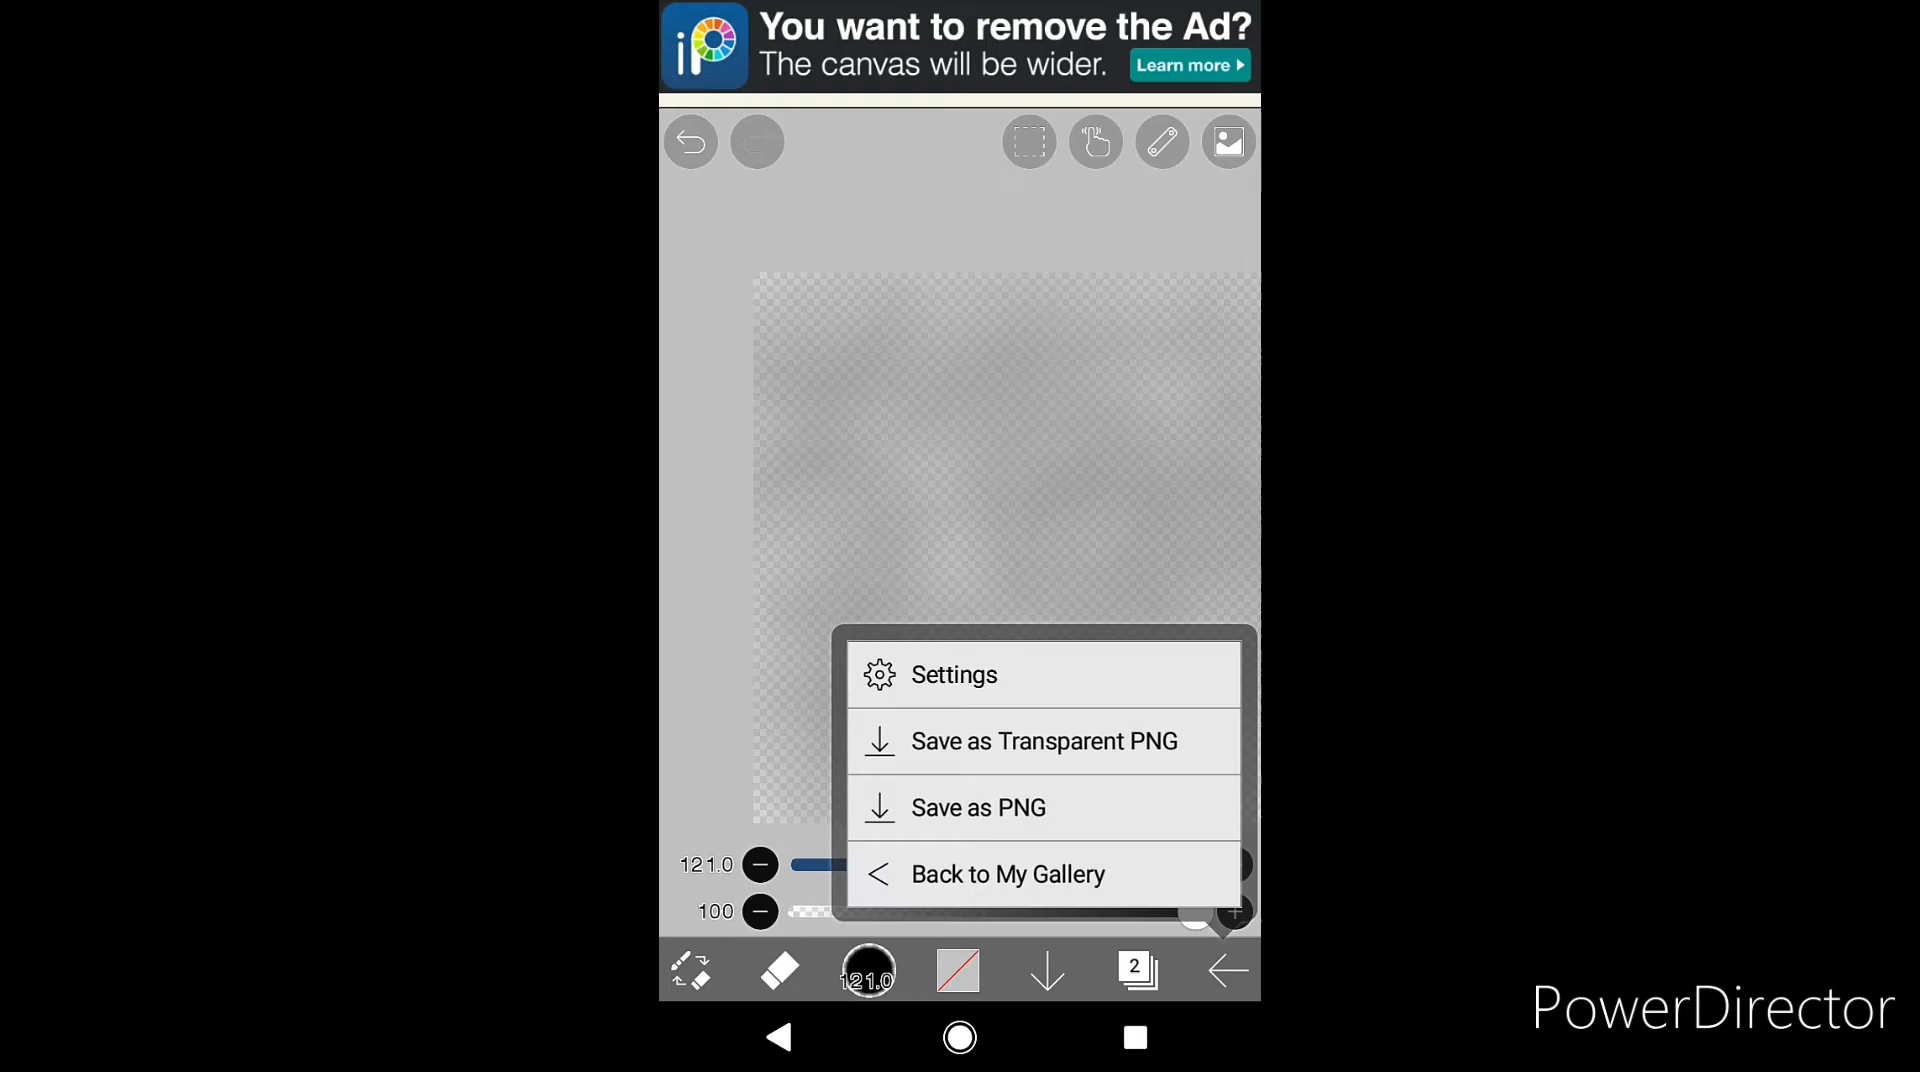 iP
You want to remove the Ad?
The canvas will be wider.
Learn more
Settings
Save as Transparent PNG
Save as PNG
Back to My Gallery
121.0
100
121.0
2
PowerDirector